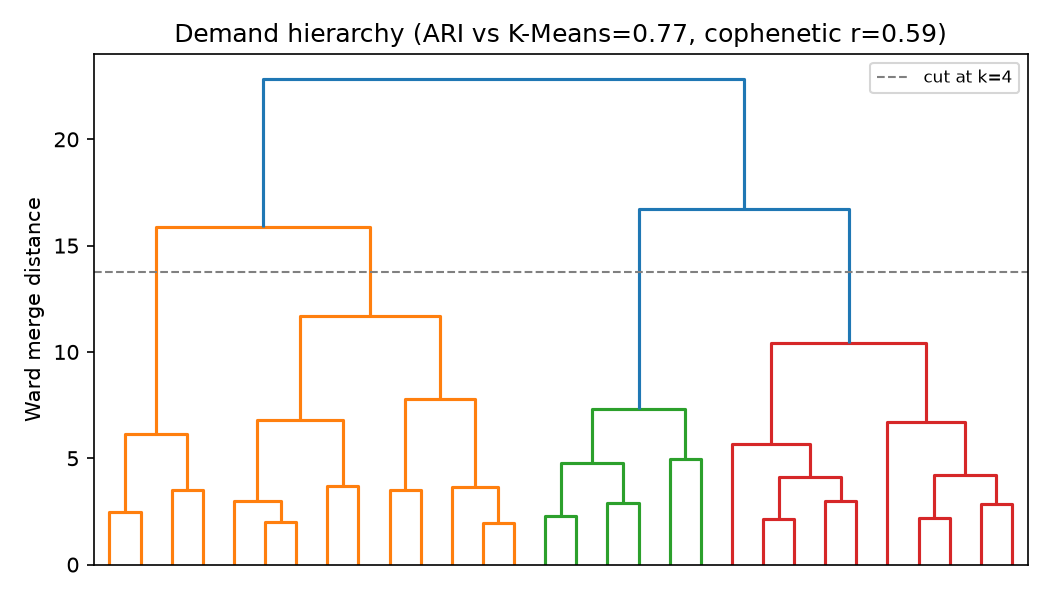 Demand hierarchy (ARI vs K-Means=0.77, cophenetic r=0.59)
cut at k=4
Ward merge distance
20
15
10
5
0